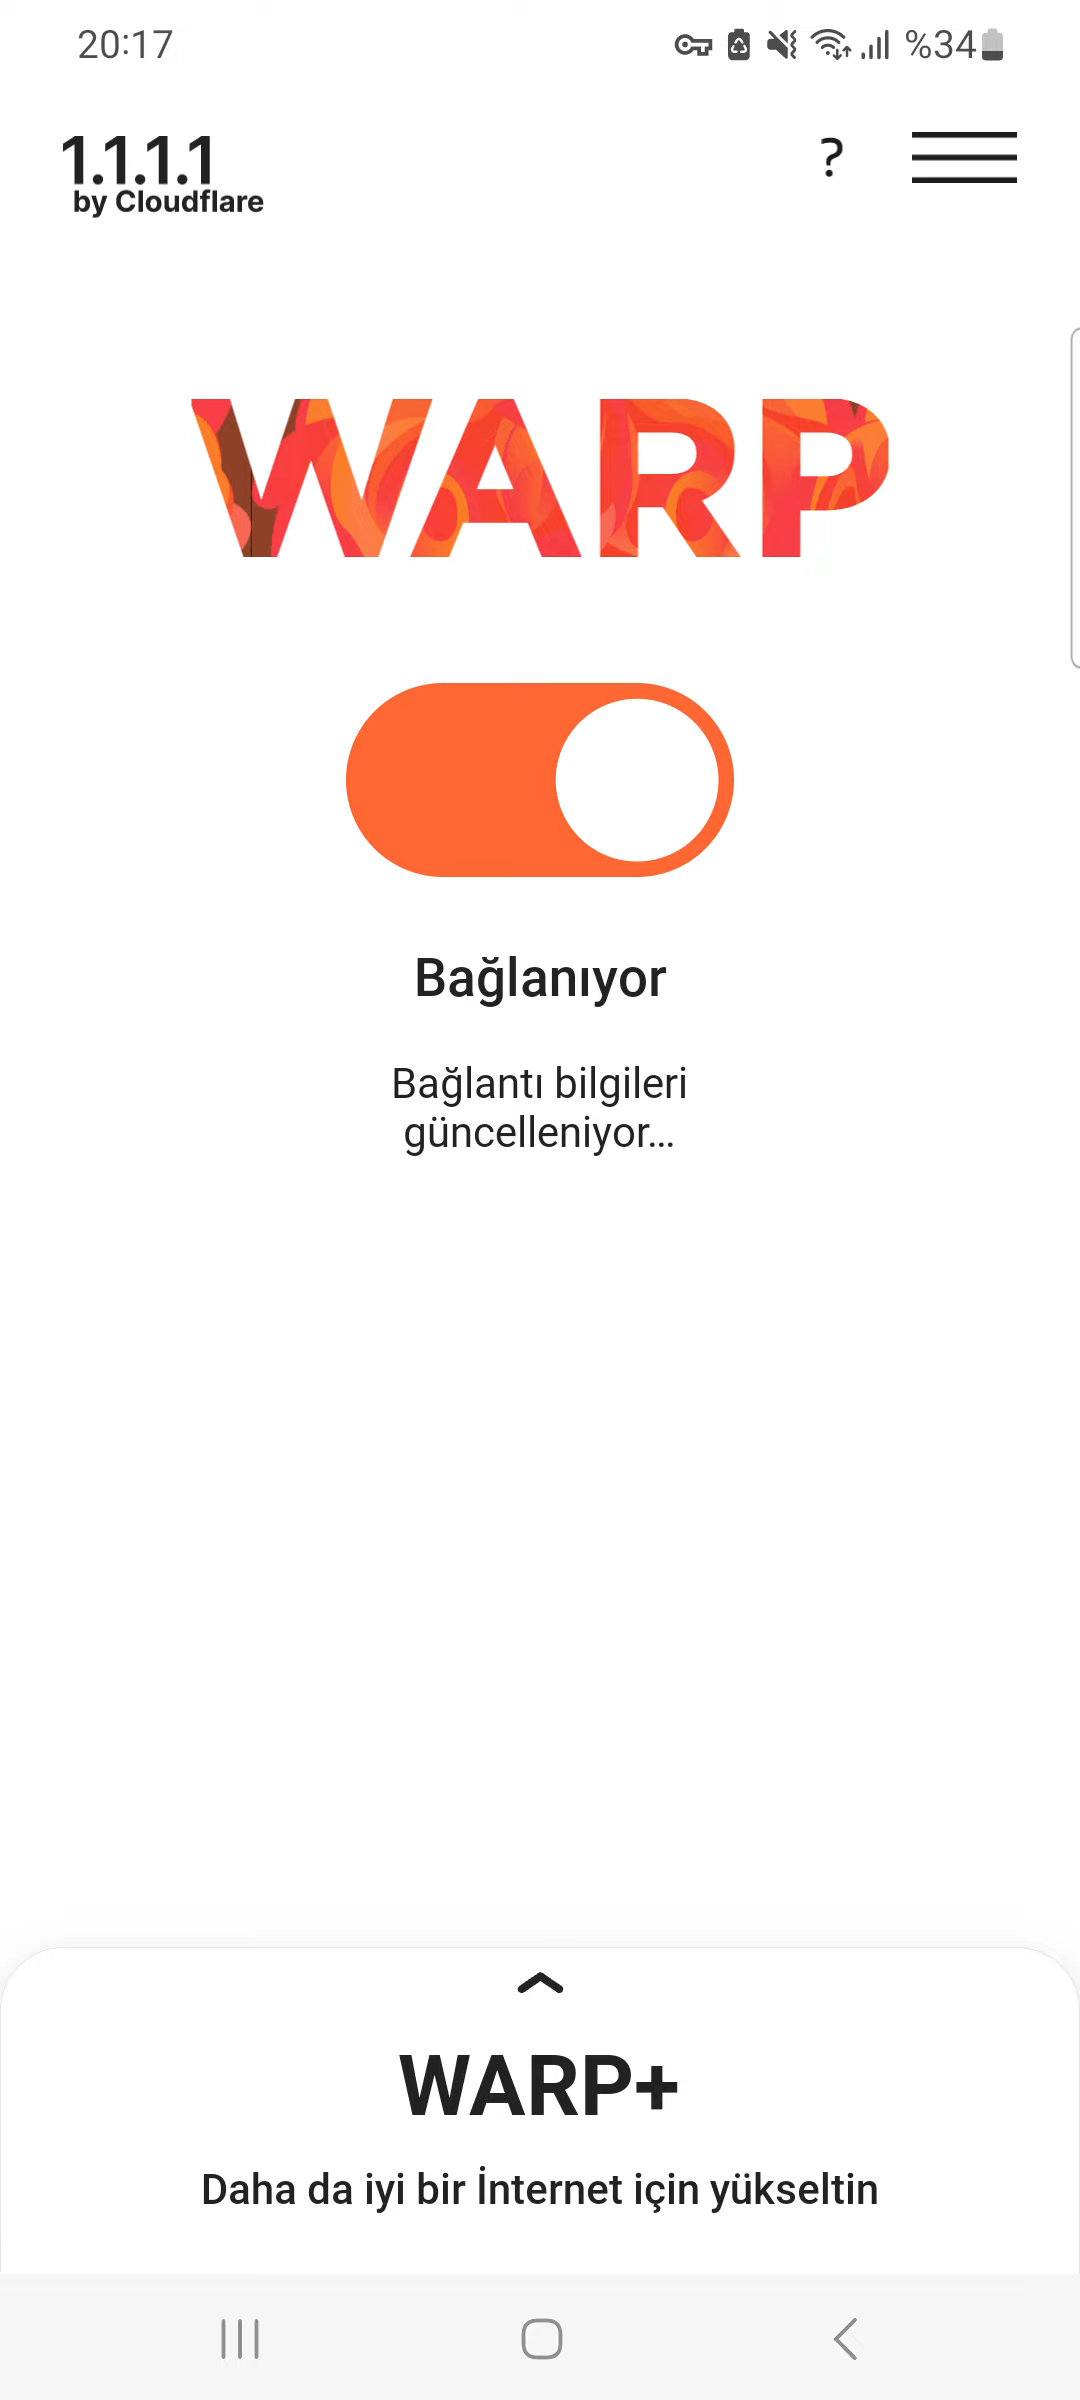 20:17
%34
1.1.1.1
by Cloudflare
?
WARP
Bağlanıyor
Bağlantı bilgileri
güncelleniyor...
WARP+
Daha da iyi bir İnternet için yükseltin